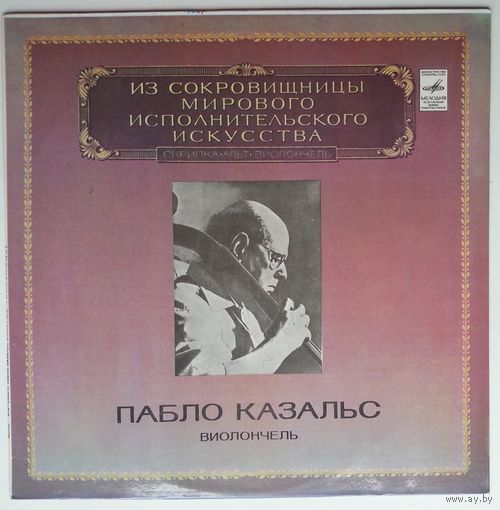 ИЗ СОКРОВИЩНИЦЫ
МИРОВОГО
ИСПОЛНИТЕЛЬСКОГО
ИСКУССТВА
СКРИПКА • АЛЬТ • ВИОЛОНЧЕЛЬ
МЕЛОДИЯ
ПАБЛО КАЗАЛЬС
ВИОЛОНЧЕЛЬ
www.ay.by